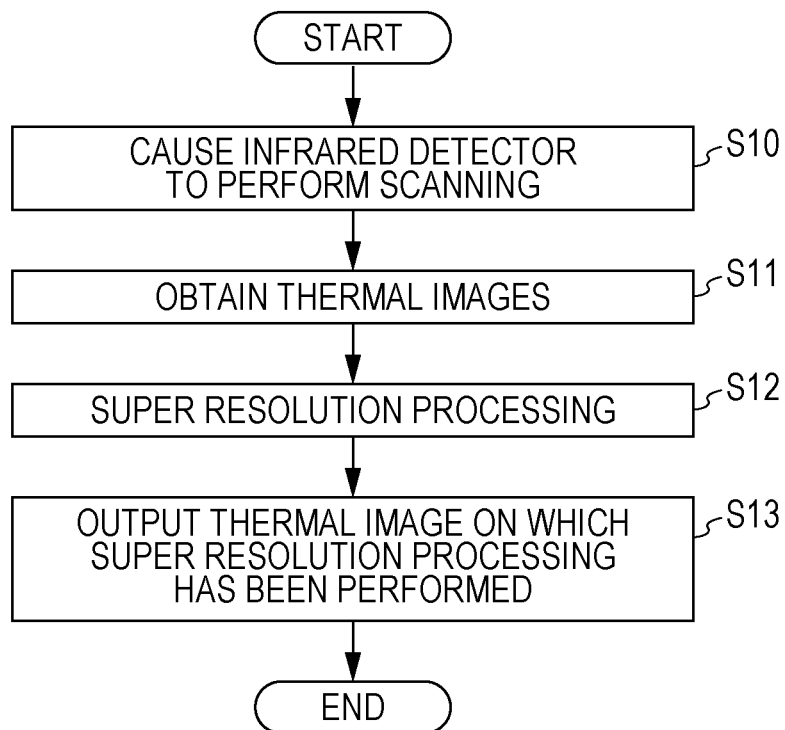 START
CAUSE INFRARED DETECTOR
TO PERFORM SCANNING
S10
OBTAIN THERMAL IMAGES
S11
SUPER RESOLUTION PROCESSING
S12
OUTPUT THERMAL IMAGE ON WHICH
SUPER RESOLUTION PROCESSING
HAS BEEN PERFORMED
S13
END